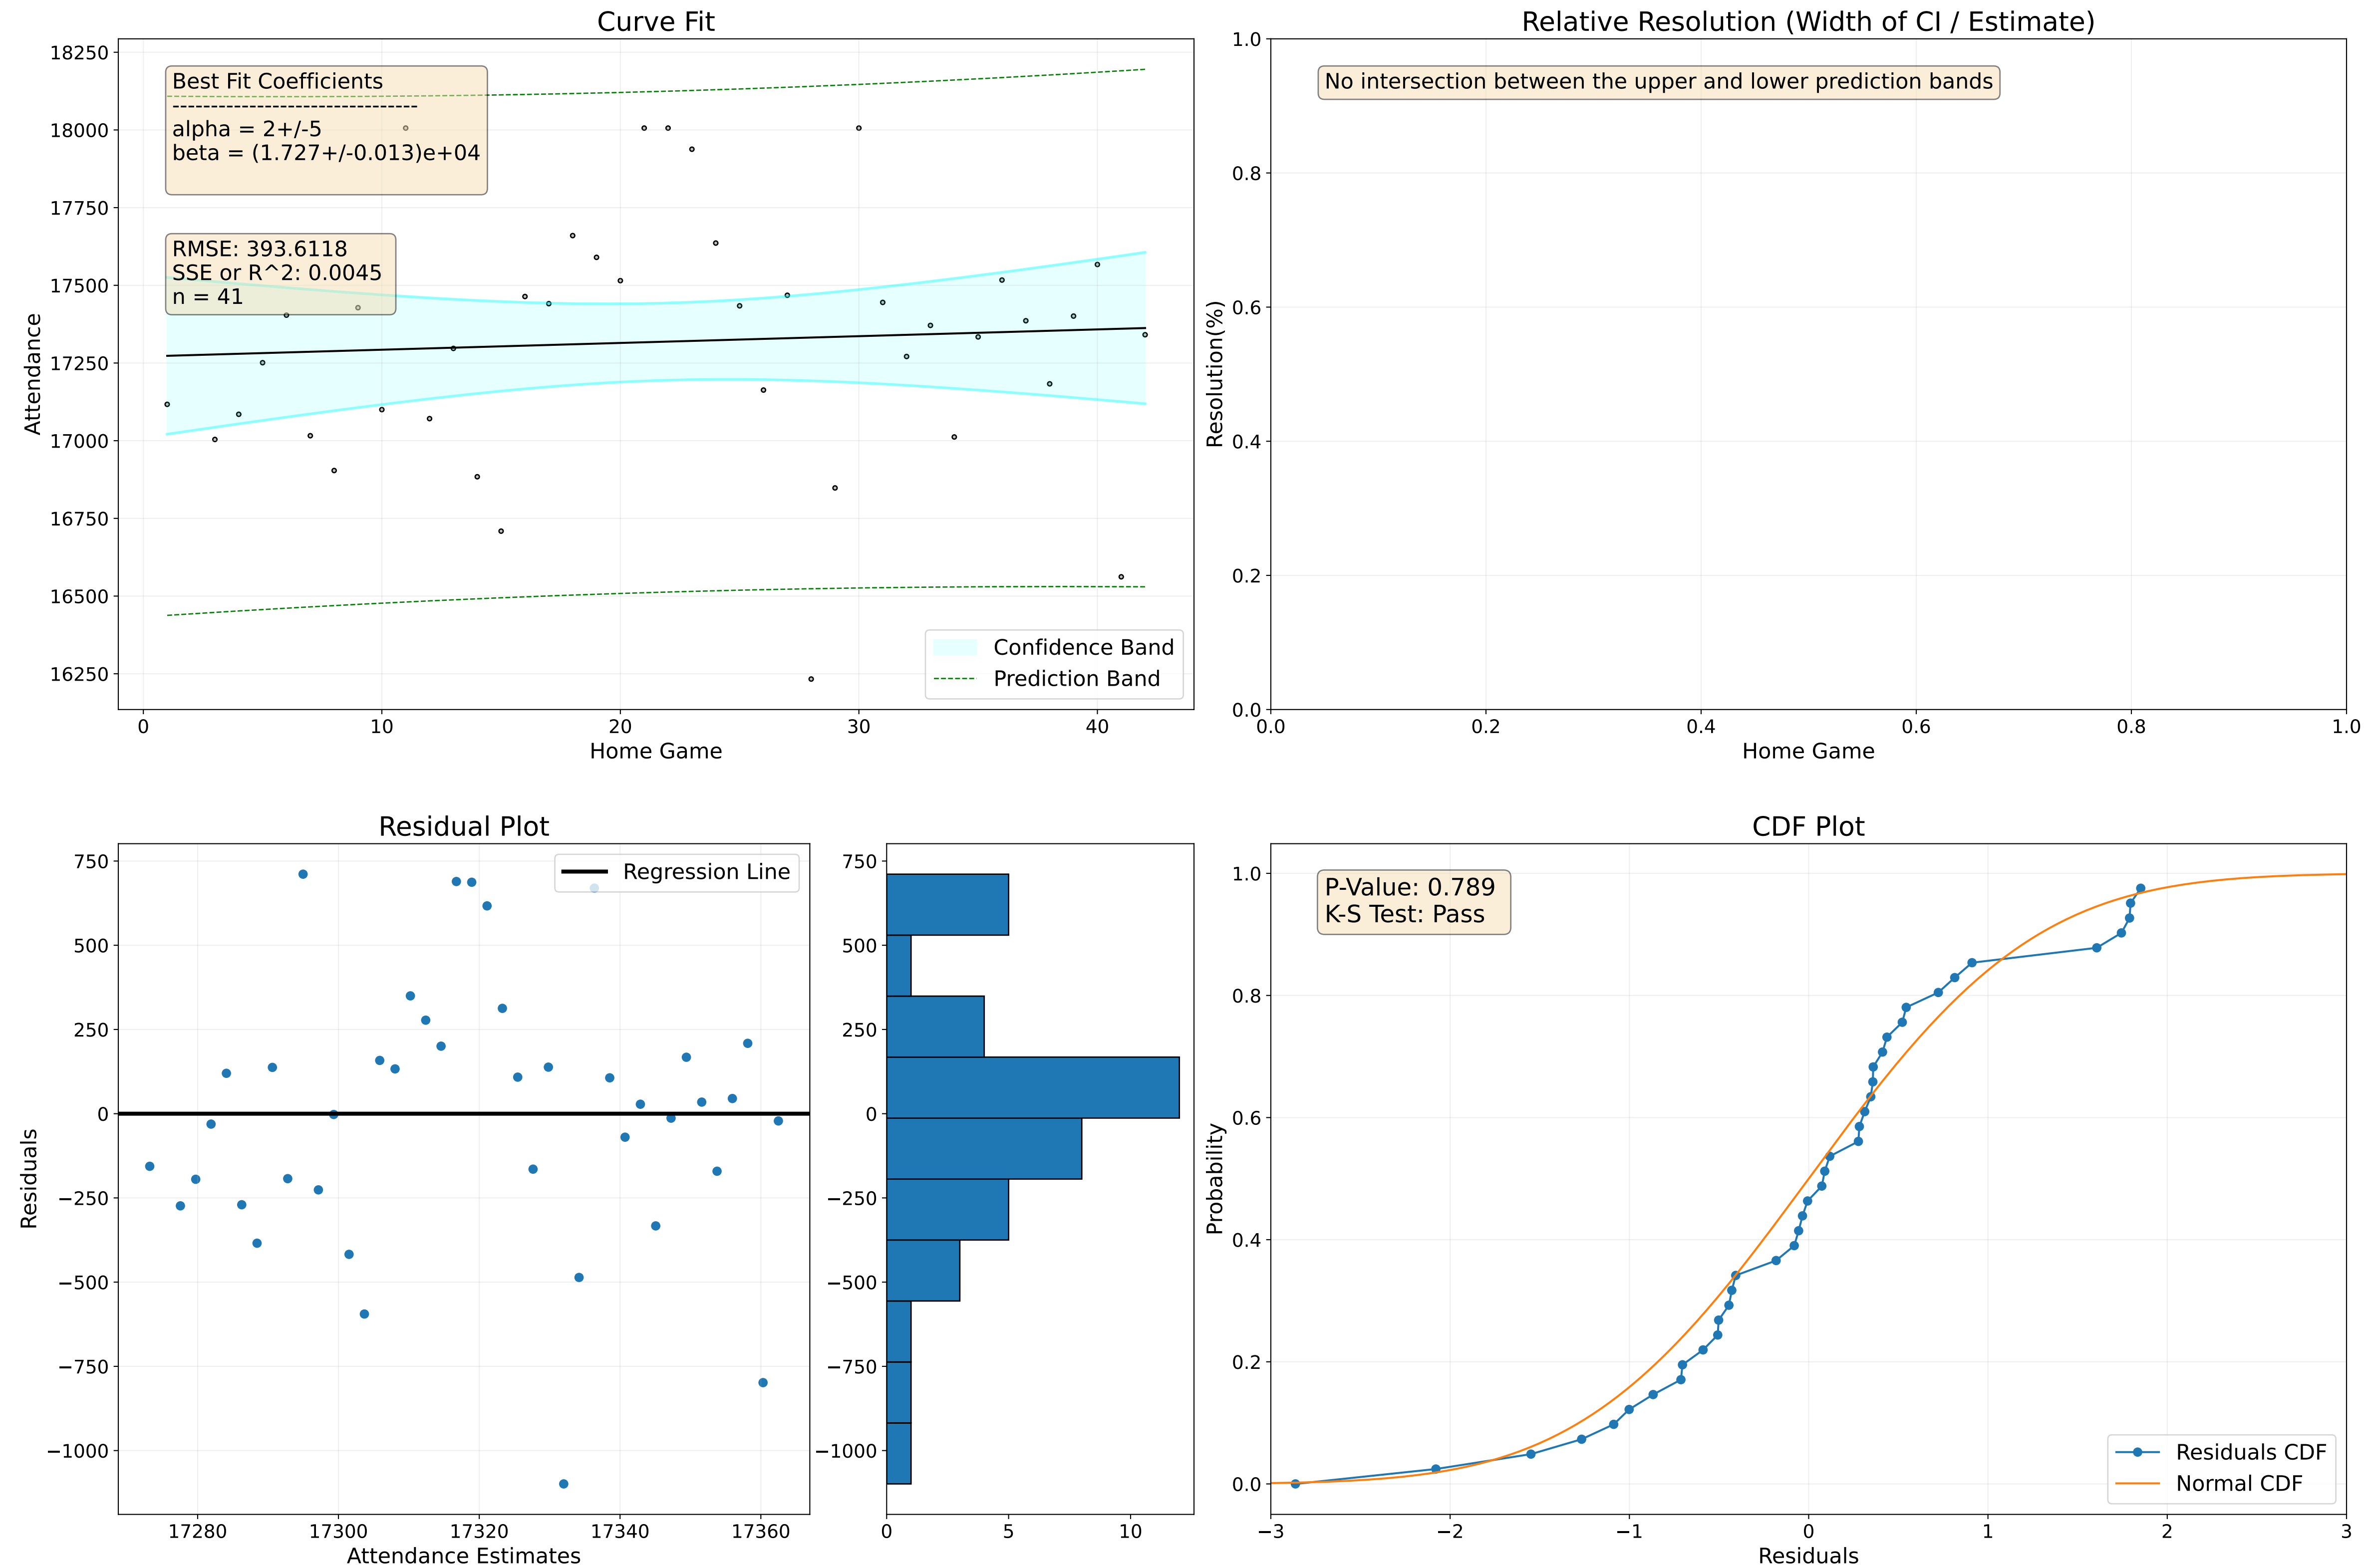 Curve Fit
18250
18000
17750
17500
17250
17000
16750
16500
16250
Attendance
Best Fit Coefficients
------------------------------
alpha = 2+/-5
beta = (1.727+/-0.013)e+04
RMSE: 393.6118
SSE or R^2: 0.0045
n = 41
Confidence Band
Prediction Band
0 10 20 30 40
Home Game
Relative Resolution (Width of CI / Estimate)
No intersection between the upper and lower prediction bands
1.0
0.8
0.6
0.4
0.2
0.0
Resolution(%)
0.0 0.2 0.4 0.6 0.8 1.0
Home Game
Residual Plot
Regression Line
750
500
250
0
−250
−500
−750
−1000
Residuals
17280 17300 17320 17340 17360
Attendance Estimates
750
500
250
0
−250
−500
−750
−1000
0 5 10
CDF Plot
P-Value: 0.789
K-S Test: Pass
1.0
0.8
0.6
0.4
0.2
0.0
Probability
Residuals CDF
Normal CDF
−3 −2 −1 0 1 2 3
Residuals